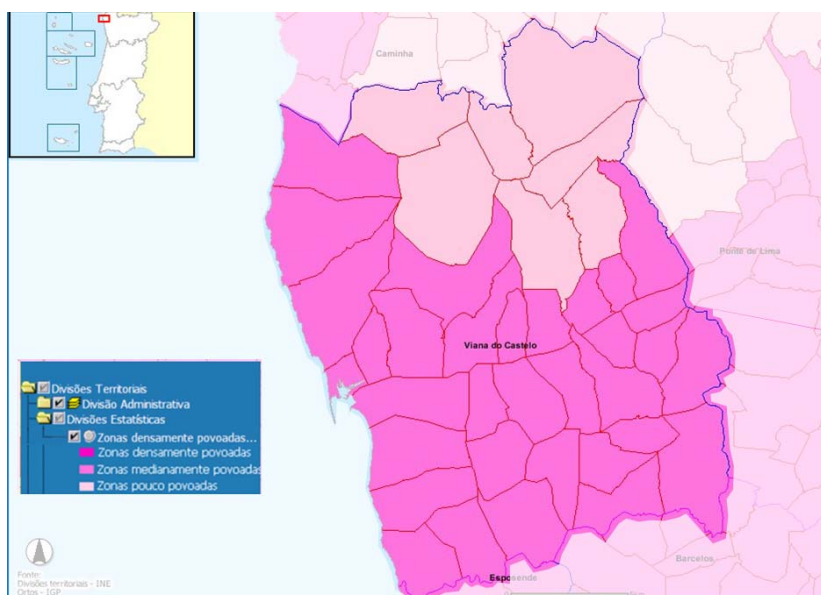 Caminha
Ponte de Lima
Viana do Castelo
Divisões Territoriais
Divisão Administrativa
Divisões Estatísticas
Zonas densamente povoadas...
Zonas densamente povoadas
Zonas medianamente povoadas
Zonas pouco povoadas
Barcelos
Esposende
Fonte:
Divisões territoriais - INE
Ortos - IGP